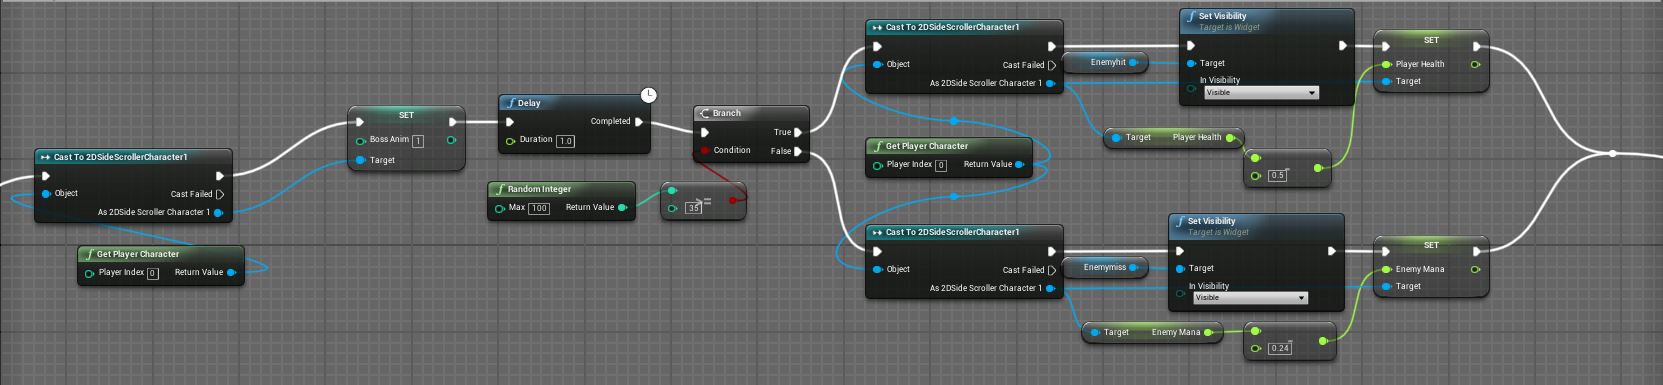 Cast To 2DSideScrollerCharacter1
Object
Cast Failed
As 2DSide Scroller Character 1
Get Player Character
Player Index 0 Return Value
SET
Boss Anim 1
Target
Delay
Completed
Duration 1.0
Random Integer
Max 100 Return Value
>=
35
Branch
True
Condition False
Cast To 2DSideScrollerCharacter1
Object
Cast Failed
As 2DSide Scroller Character 1
Enemyhit
Set Visibility
Target is Widget
Target
In Visibility
Visible
SET
Player Health
Target
Target Player Health
0.5
Get Player Character
Player Index 0 Return Value
Cast To 2DSideScrollerCharacter1
Object
Cast Failed
As 2DSide Scroller Character 1
Enemymiss
Set Visibility
Target is Widget
Target
In Visibility
Visible
SET
Enemy Mana
Target
Target Enemy Mana
0.24